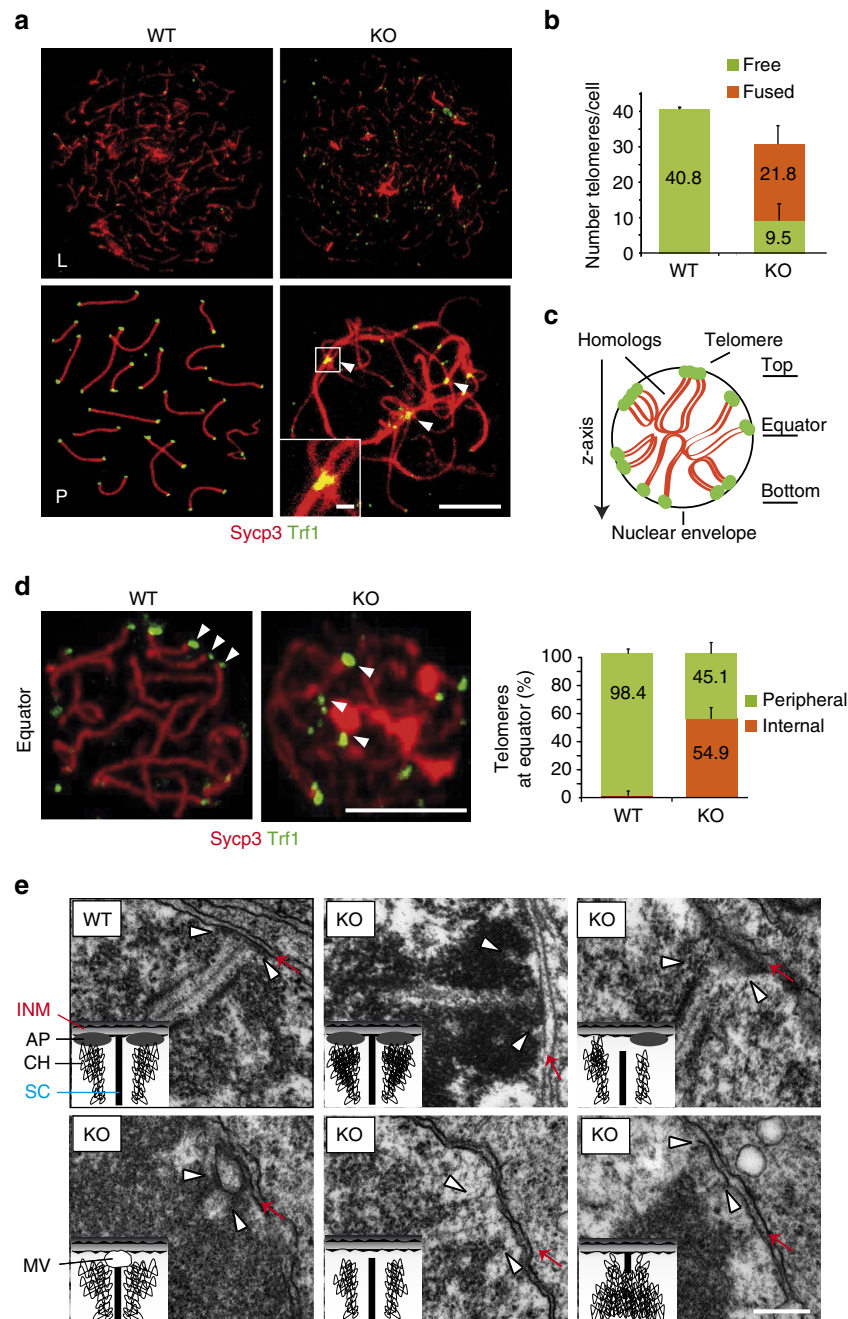 a
WT KO
L
P
Sycp3 Trf1
b
Free
Fused
Number telomeres/cell
40
30
20
10
0
40.8
21.8
9.5
WT KO
c
Homologs Telomere
Top
z-axis
Equator
Bottom
Nuclear envelope
d
WT KO
Equator
Sycp3 Trf1
Telomeres
at equator (%)
100
80
60
40
20
0
98.4
45.1
54.9
Peripheral
Internal
WT KO
e
WT KO KO
INM
AP
CH
SC
KO KO KO
MV